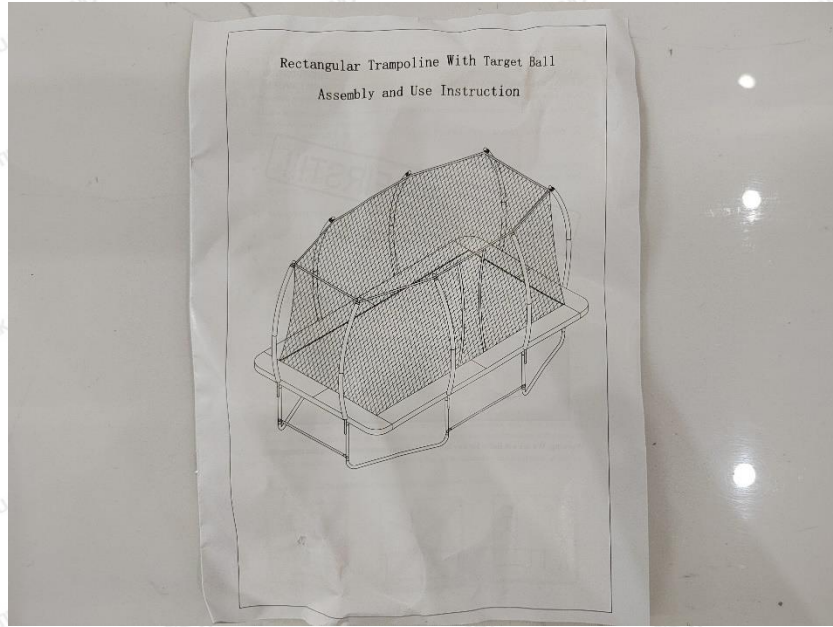 Rectangular Trampoline With Target Ball
Assembly and Use Instruction